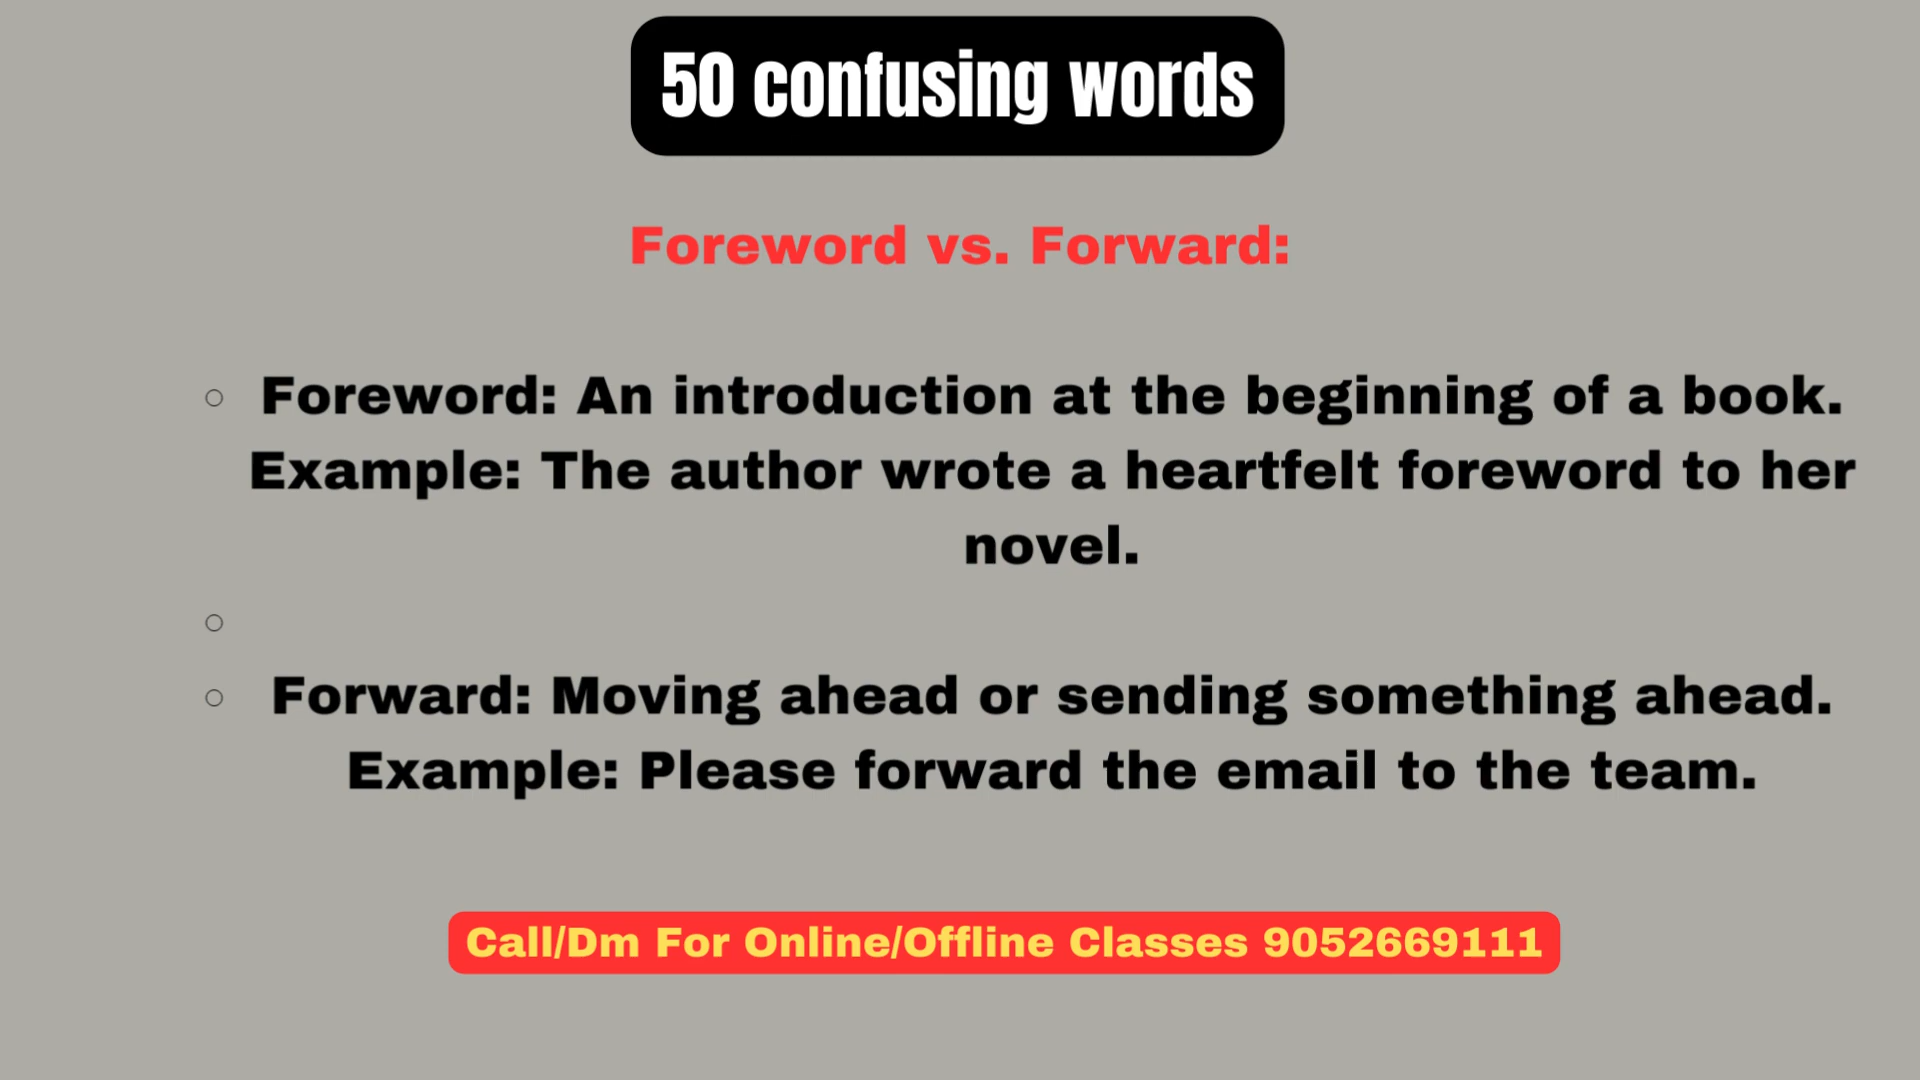 50 confusing words
Foreword vs. Forward:
Foreword: An introduction at the beginning of a book.
Example: The author wrote a heartfelt foreword to her
novel.
Forward: Moving ahead or sending something ahead.
Example: Please forward the email to the team.
Call/Dm For Online/Offline Classes 9052669111